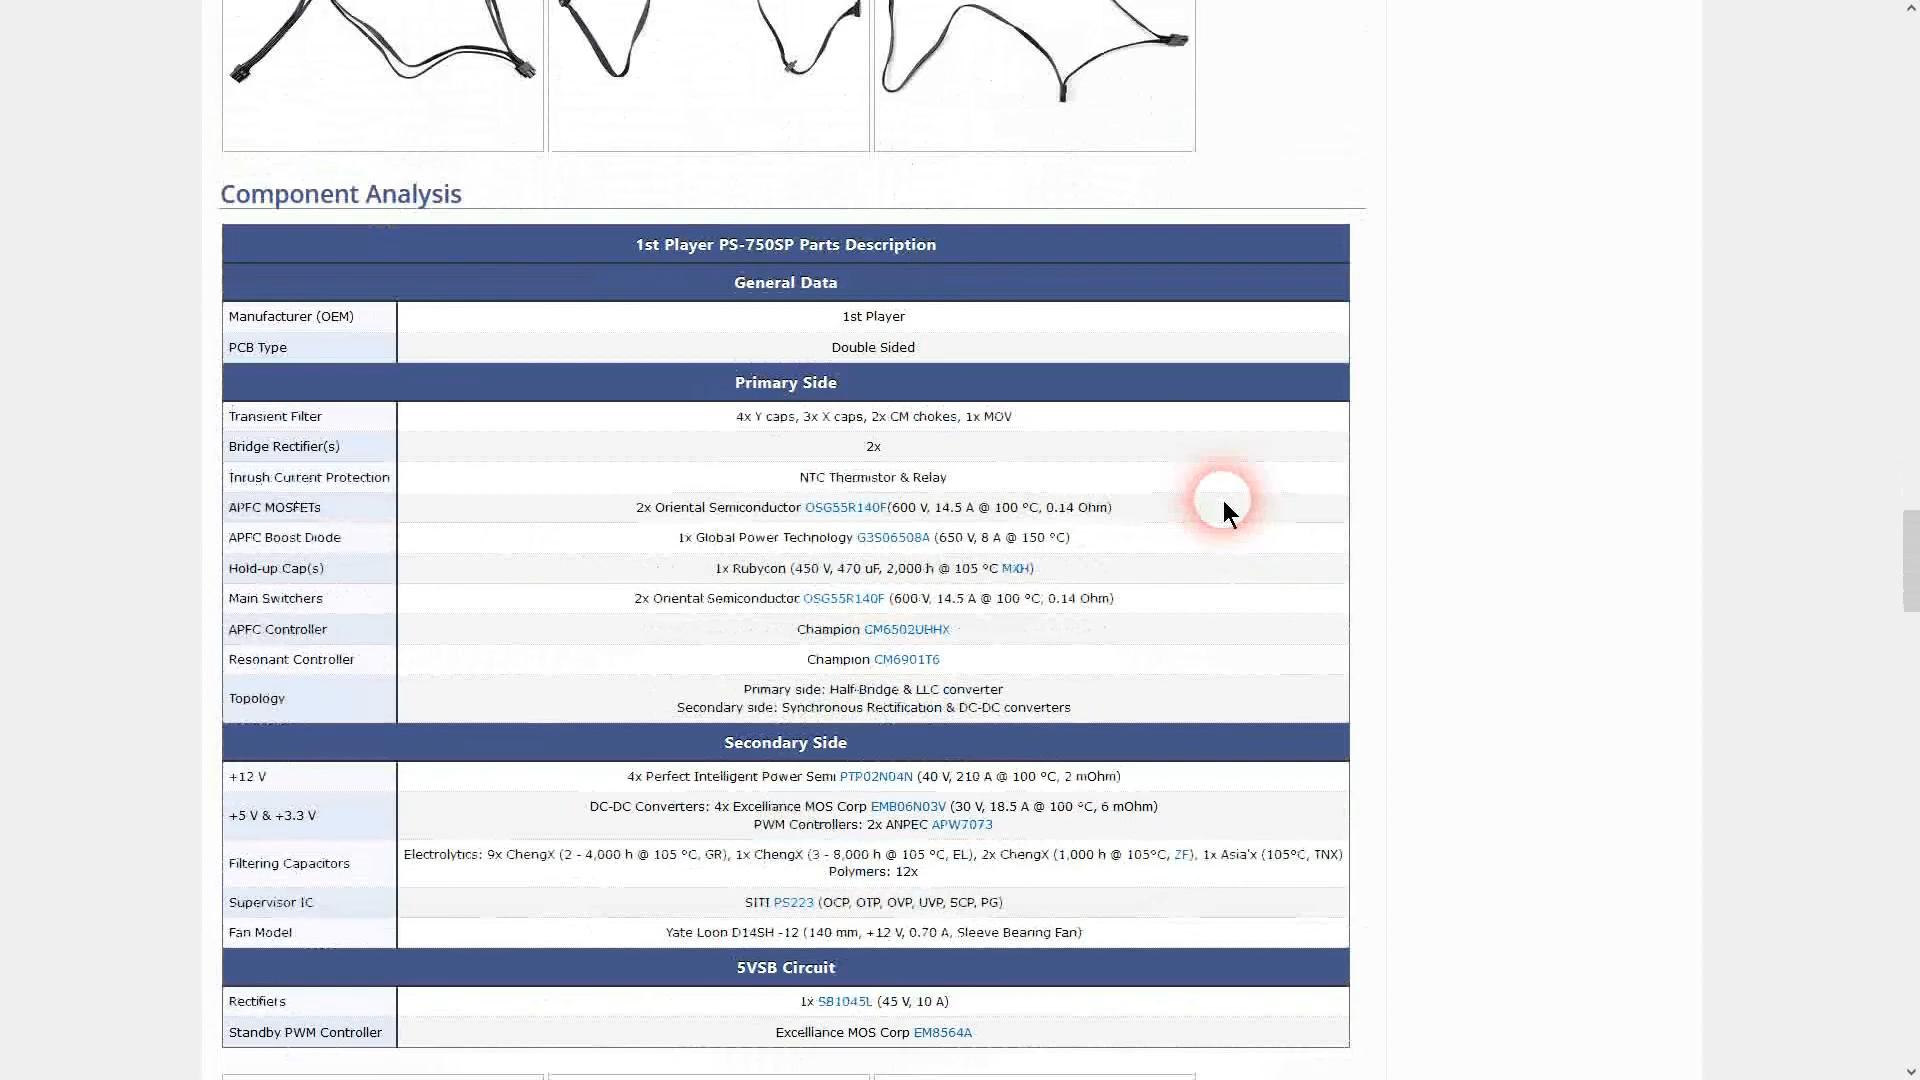 Component Analysis
1st Player PS-750SP Parts Description
General Data
Manufacturer (OEM) 1st Player
PCB Type Double Sided
Primary Side
Transient Filter 4x Y caps, 3x X caps, 2x CM chokes, 1x MOV
Bridge Rectifier(s) 2x
Inrush Current Protection NTC Thermistor & Relay
APFC MOSFETs 2x Oriental Semiconductor OSG55R140F(600 V, 14.5 A @ 100 °C, 0.14 Ohm)
APFC Boost Diode 1x Global Power Technology G3S06508A (650 V, 8 A @ 150 °C)
Hold-up Cap(s) 1x Rubycon (450 V, 470 uF, 2,000 h @ 105 °C MXH)
Main Switchers 2x Oriental Semiconductor OSG55R140F (600 V, 14.5 A @ 100 °C, 0.14 Ohm)
APFC Controller Champion CM6502UHHX
Resonant Controller Champion CM6901T6
Topology Primary side: Half-Bridge & LLC converter
Secondary side: Synchronous Rectification & DC-DC converters
Secondary Side
+12 V 4x Perfect Intelligent Power Semi PTP02N04N (40 V, 210 A @ 100 °C, 2 mOhm)
+5 V & +3.3 V DC-DC Converters: 4x Excelliance MOS Corp EMB06N03V (30 V, 18.5 A @ 100 °C, 6 mOhm)
PWM Controllers: 2x ANPEC APW7073
Filtering Capacitors Electrolytics: 9x ChengX (2 - 4,000 h @ 105 °C, GR), 1x ChengX (3 - 8,000 h @ 105 °C, EL), 2x ChengX (1,000 h @ 105°C, ZF), 1x Asia'x (105°C, TNX)
Polymers: 12x
Supervisor IC SITI PS223 (OCP, OTP, OVP, UVP, SCP, PG)
Fan Model Yate Loon D14SH -12 (140 mm, +12 V, 0.70 A, Sleeve Bearing Fan)
5VSB Circuit
Rectifiers 1x SB1045L (45 V, 10 A)
Standby PWM Controller Excelliance MOS Corp EM8564A